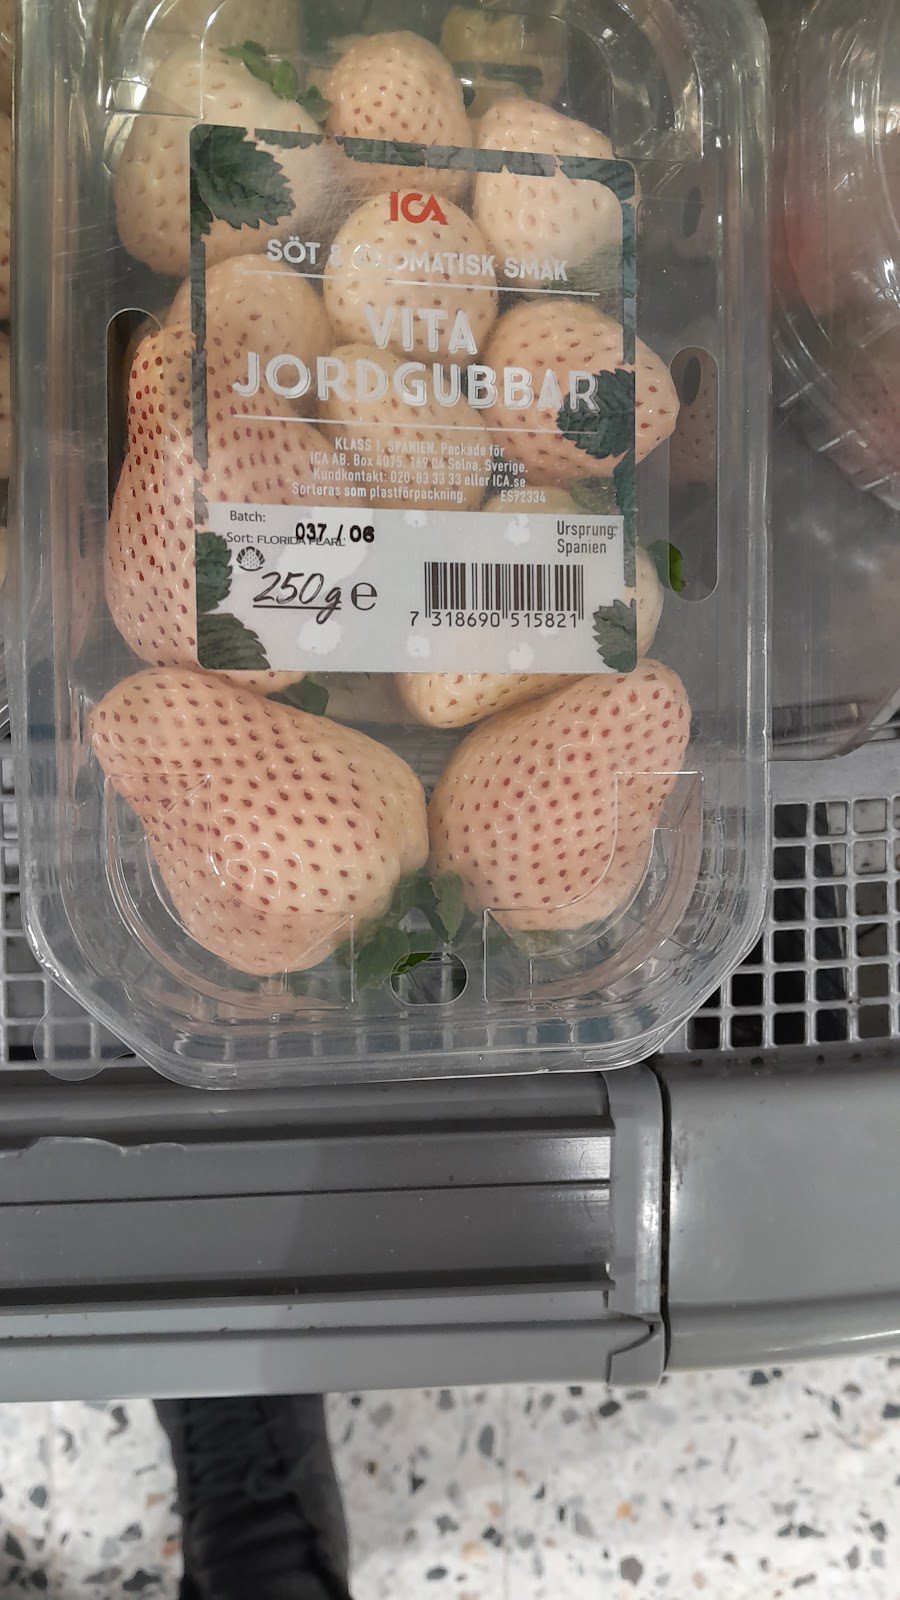 ICA
SÖT & AROMATISK SMAK
VITA
JORDGUBBAR
KLASS 1, SPANIEN. Packade för
ICA AB, Box 4075, 169 04 Solna, Sverige.
Kundkontakt: 020-83 33 33 eller ICA.se
Sorteras som plastförpackning. ES72334
Batch: 037 / 06
Sort: FLORIDA PEARL
Ursprung:
Spanien
250g e
7 318690 515821